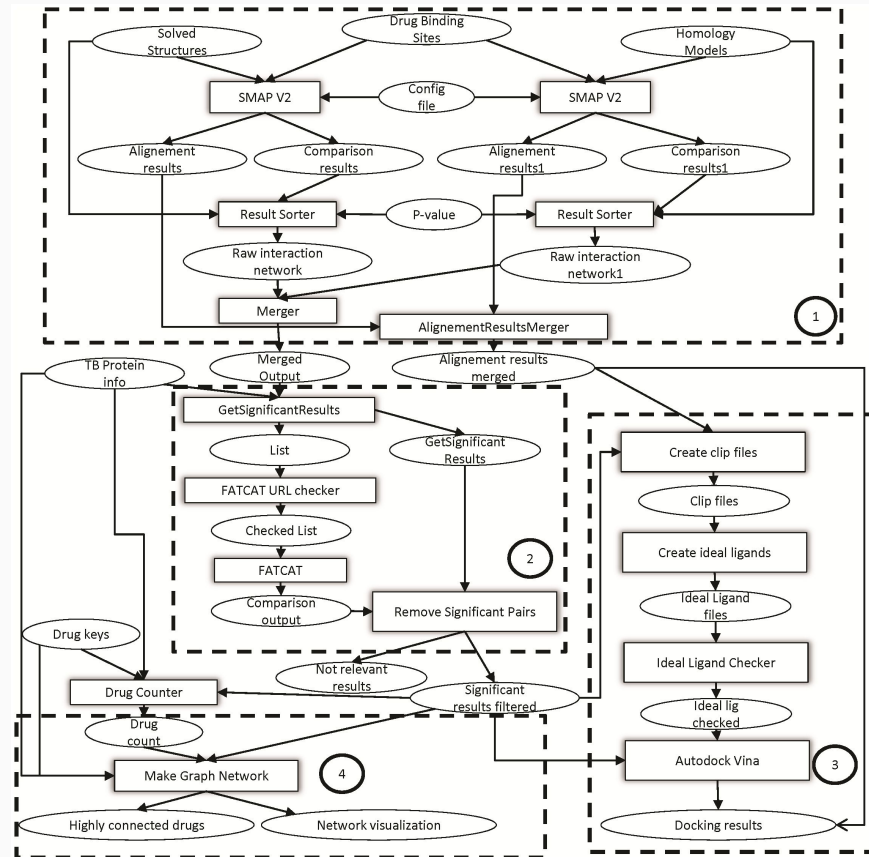 Solved
Structures
Drug Binding
Sites
Homology
Models
SMAP V2
Config
file
SMAP V2
Alignement
results
Comparison
results
Alignement
results1
Comparison
results1
Result Sorter
P-value
Result Sorter
Raw interaction
network
Raw interaction
network1
Merger
AlignementResultsMerger
1
TB Protein
info
Merged
Output
Alignement results
merged
GetSignificantResults
GetSignificant
Results
List
FATCAT URL checker
Checked List
FATCAT
Comparison
output
Remove Significant Pairs
2
Create clip files
Clip files
Create ideal ligands
Ideal Ligand
files
Ideal Ligand Checker
Ideal lig
checked
Autodock Vina
3
Docking results
Drug keys
Not relevant
results
Drug Counter
Significant
results filtered
Drug
count
Make Graph Network
4
Highly connected drugs
Network visualization